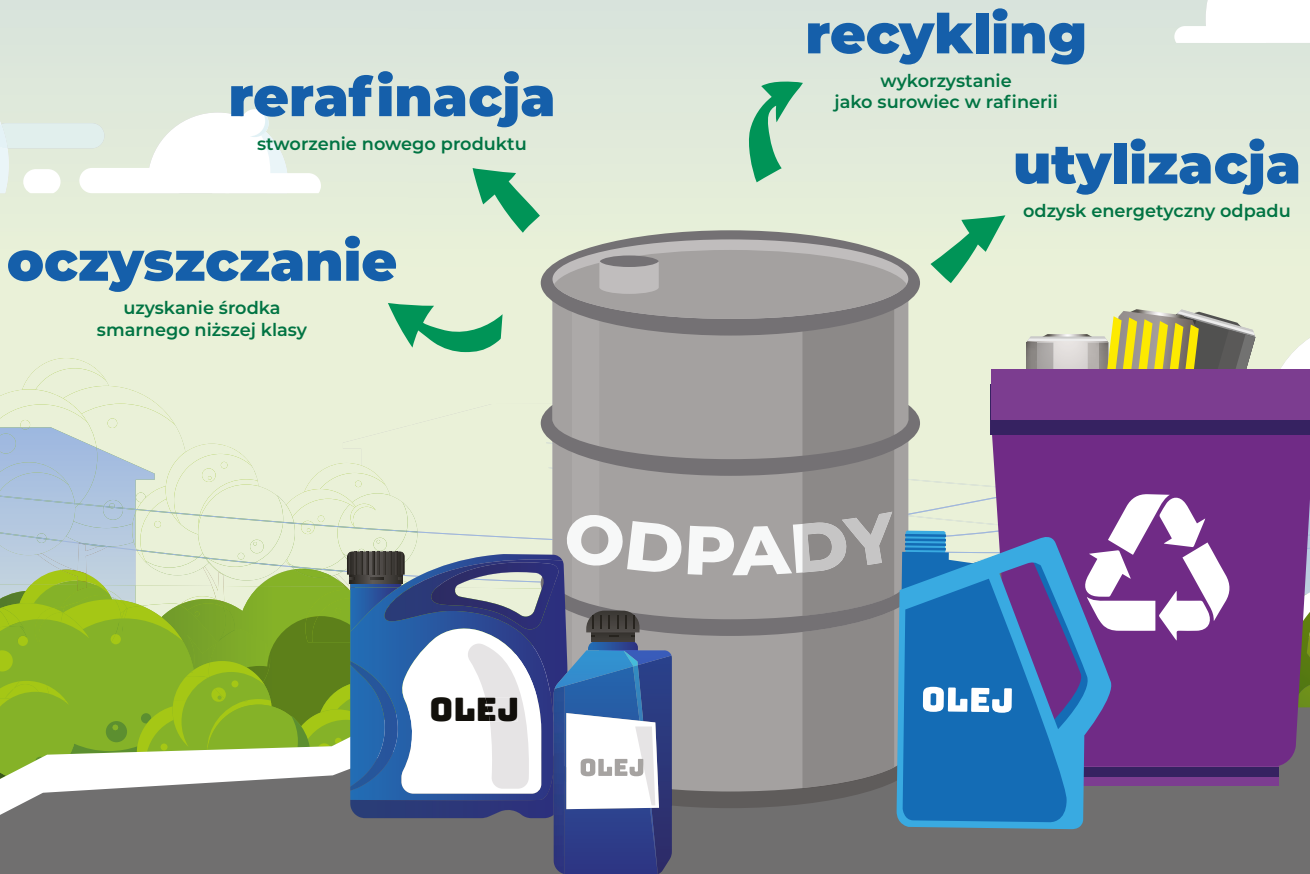 recykling
wykorzystanie
jako surowiec w rafinerii
rerafinacja
stworzenie nowego produktu
utylizacja
odzysk energetyczny odpadu
oczyszczanie
uzyskanie środka
smarnego niższej klasy
ODPADY
OLEJ
OLEJ
OLEJ